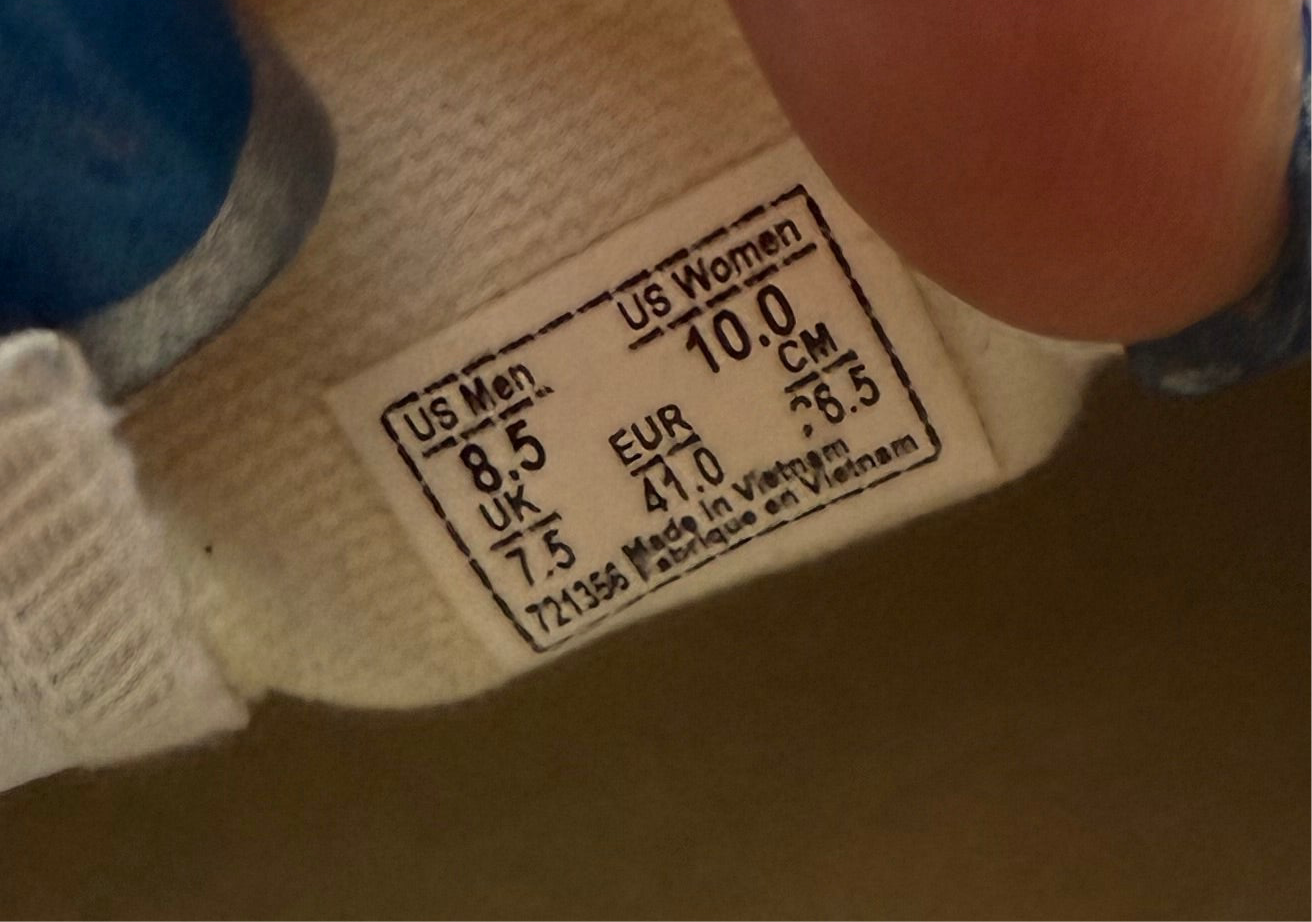 US Men
US Women
8.5
10.0
UK
EUR
CM
7.5
41.0
721356
Made in Vietnam
Fabrique en Vietnam